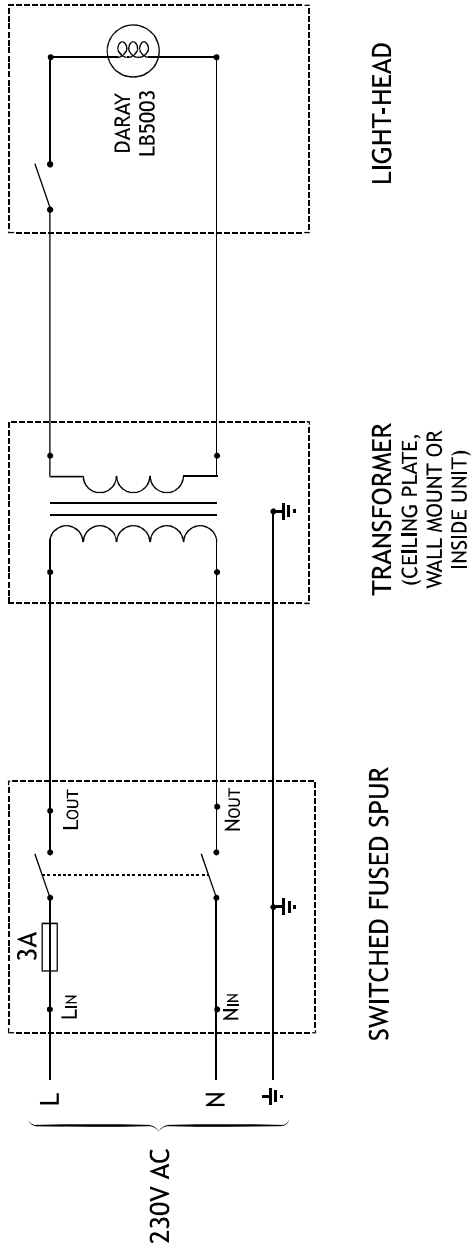 230V AC
L
N
3A
LIN
NIN
LOUT
NOUT
SWITCHED FUSED SPUR
TRANSFORMER
(CEILING PLATE,
WALL MOUNT OR
INSIDE UNIT)
DARAY
LB5003
LIGHT-HEAD